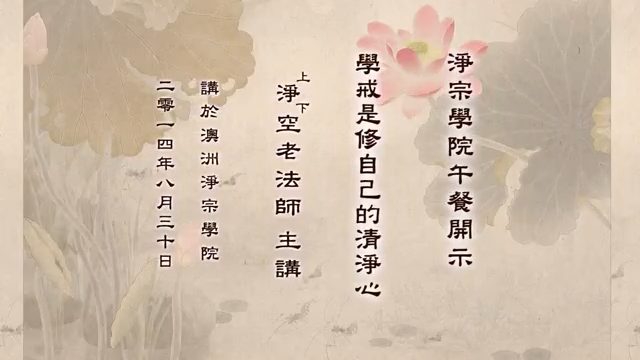 淨宗學院午餐開示
學戒是修自己的清淨心
上淨下空老法師 主講
講於澳洲淨宗學院
二零一四年八月三十日